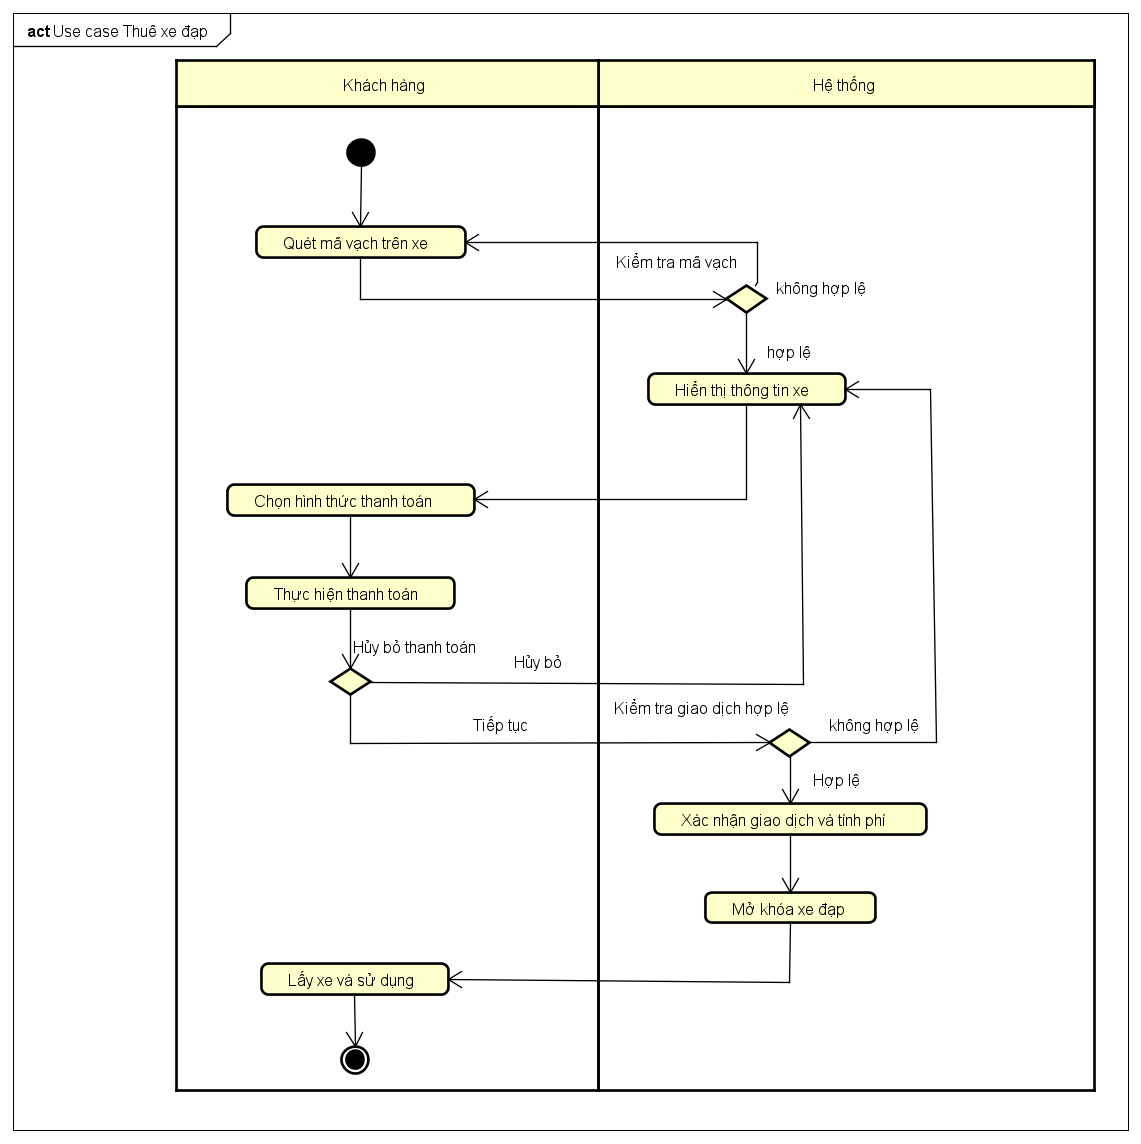 act Use case Thuê xe đạp
Khách hàng
Hệ thống
Quét mã vạch trên xe
Kiểm tra mã vạch
không hợp lệ
hợp lệ
Hiển thị thông tin xe
Chọn hình thức thanh toán
Thực hiện thanh toán
Hủy bỏ thanh toán
Hủy bỏ
Kiểm tra giao dịch hợp lệ
Tiếp tục
không hợp lệ
Hợp lệ
Xác nhận giao dịch và tính phí
Mở khóa xe đạp
Lấy xe và sử dụng